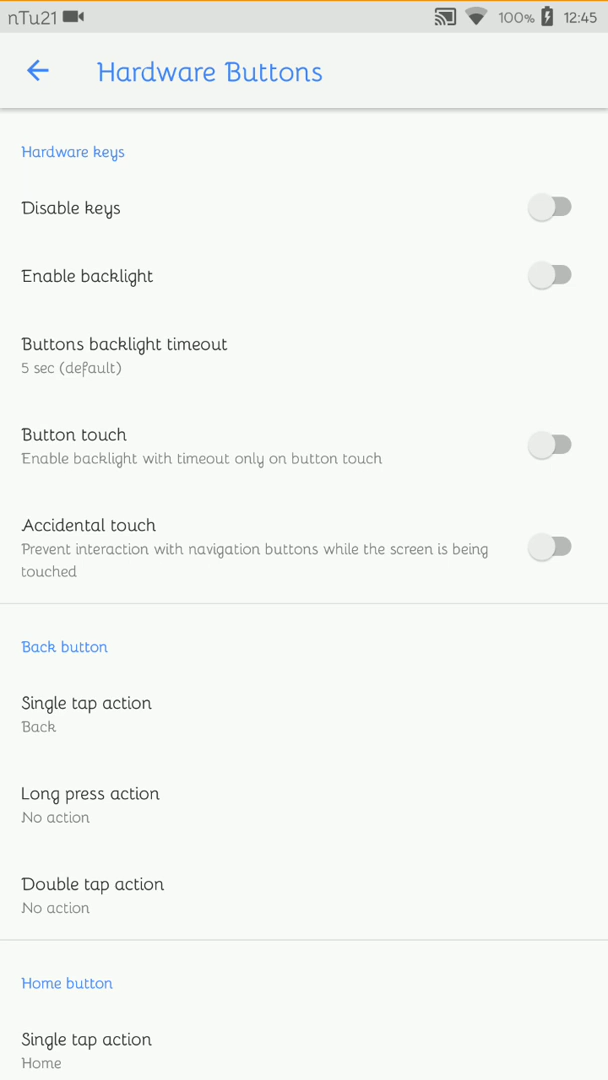 nTu21 100% 12:45
Hardware Buttons
Hardware keys
Disable keys
Enable backlight
Buttons backlight timeout
5 sec (default)
Button touch
Enable backlight with timeout only on button touch
Accidental touch
Prevent interaction with navigation buttons while the screen is being
touched
Back button
Single tap action
Back
Long press action
No action
Double tap action
No action
Home button
Single tap action
Home